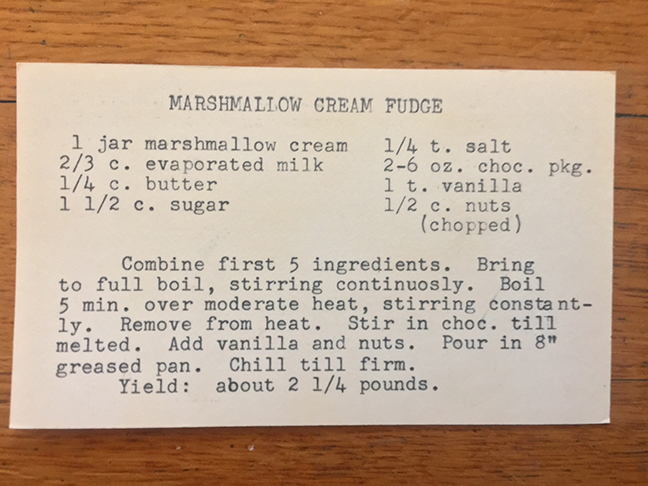 MARSHMALLOW CREAM FUDGE
1 jar marshmallow cream
2/3 c. evaporated milk
1/4 c. butter
1 1/2 c. sugar
1/4 t. salt
2-6 oz. choc. pkg.
1 t. vanilla
1/2 c. nuts
(chopped)
Combine first 5 ingredients. Bring
to full boil, stirring continuosly. Boil
5 min. over moderate heat, stirring constant-
ly. Remove from heat. Stir in choc. till
melted. Add vanilla and nuts. Pour in 8"
greased pan. Chill till firm.
Yield: about 2 1/4 pounds.